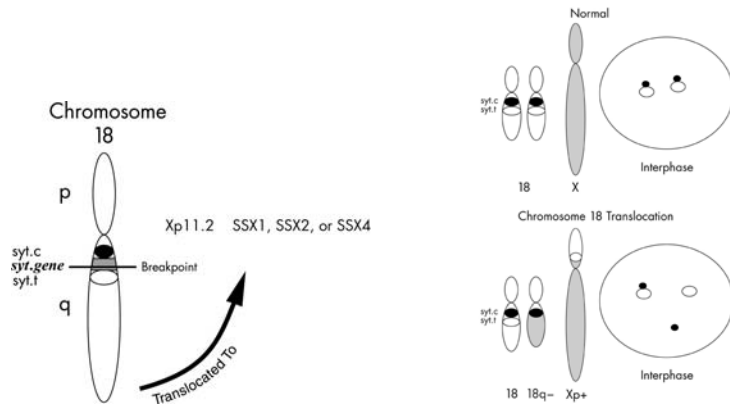 Chromosome
18
p
Xp11.2 SSX1, SSX2, or SSX4
syt.c
syt.gene
Breakpoint
syt.t
q
Translocated To
Normal
syt.c
syt.t
18
X
Interphase
Chromosome 18 Translocation
syt.c
syt.t
18
18q–
Xp+
Interphase